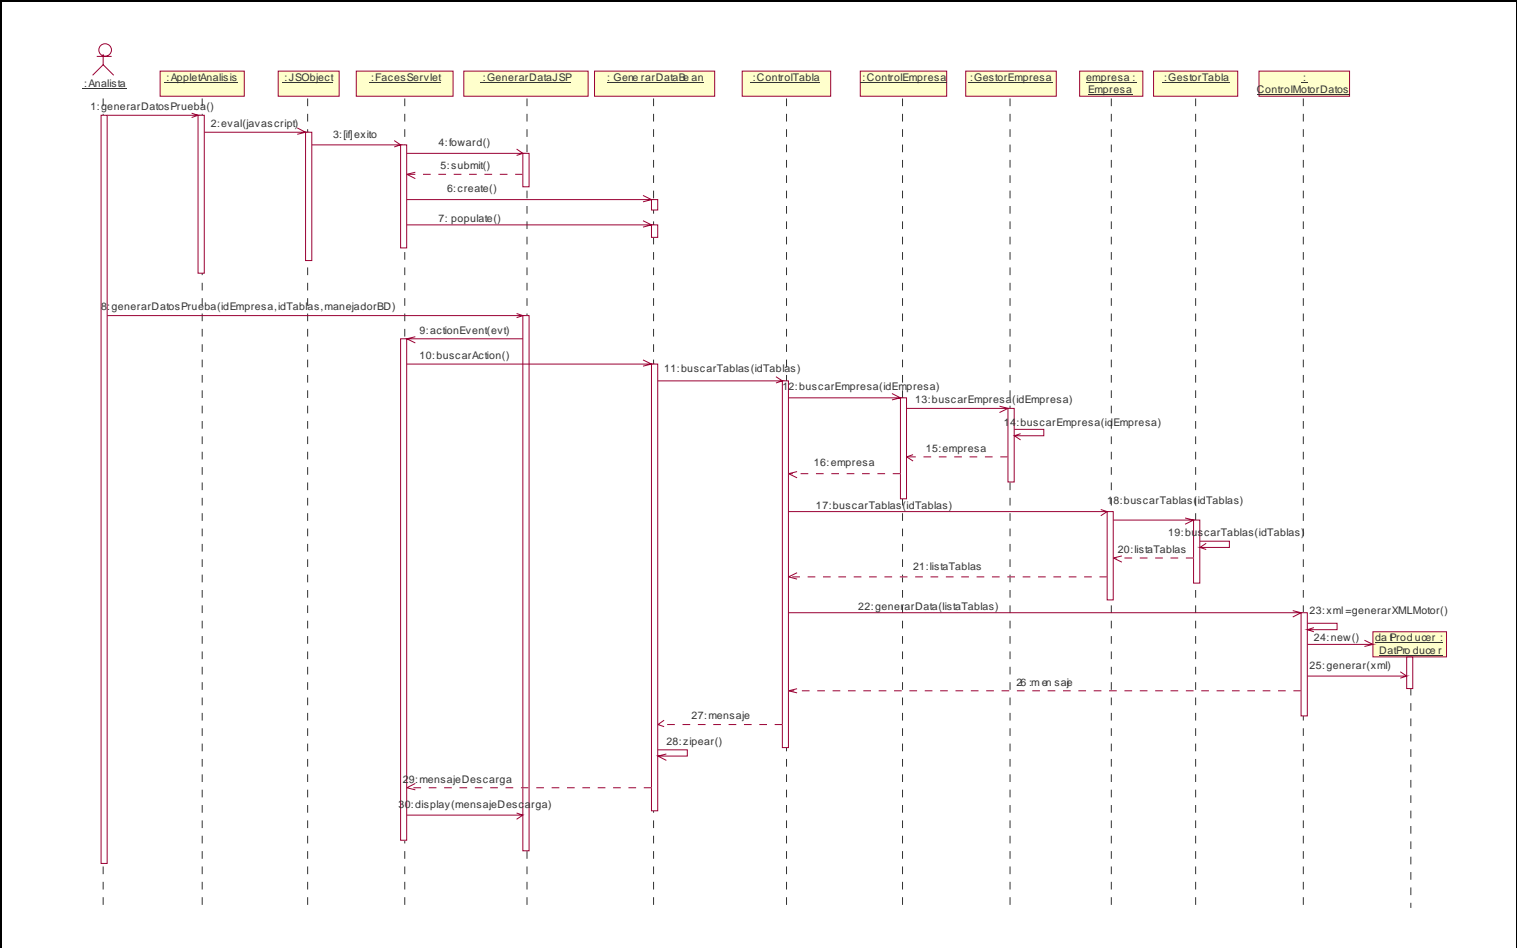 : Analista
: AppletAnalisis
: JSObject
: FacesServlet
: GenerarDataJSP
: GenerarDataBean
: ControlTabla
: ControlEmpresa
: GestorEmpresa
empresa :
Empresa
: GestorTabla
:
ControlMotorDatos
1: generarDatosPrueba()
2: eval(javascript)
3: [if] exito
4: foward()
5: submit()
6: create()
7: populate()
8: generarDatosPrueba(idEmpresa,idTablas,manejadorBD)
9: actionEvent(evt)
10: buscarAction()
11: buscarTablas(idTablas)
12: buscarEmpresa(idEmpresa)
13: buscarEmpresa(idEmpresa)
14: buscarEmpresa(idEmpresa)
15: empresa
16: empresa
17: buscarTablas(idTablas)
18: buscarTablas(idTablas)
19: buscarTablas(idTablas)
20: listaTablas
21: listaTablas
22: generarData(listaTablas)
23: xml=generarXMLMotor()
24: new()
datProducer :
DatProducer
25: generar(xml)
26: mensaje
27: mensaje
28: zipear()
29: mensajeDescarga
30: display(mensajeDescarga)